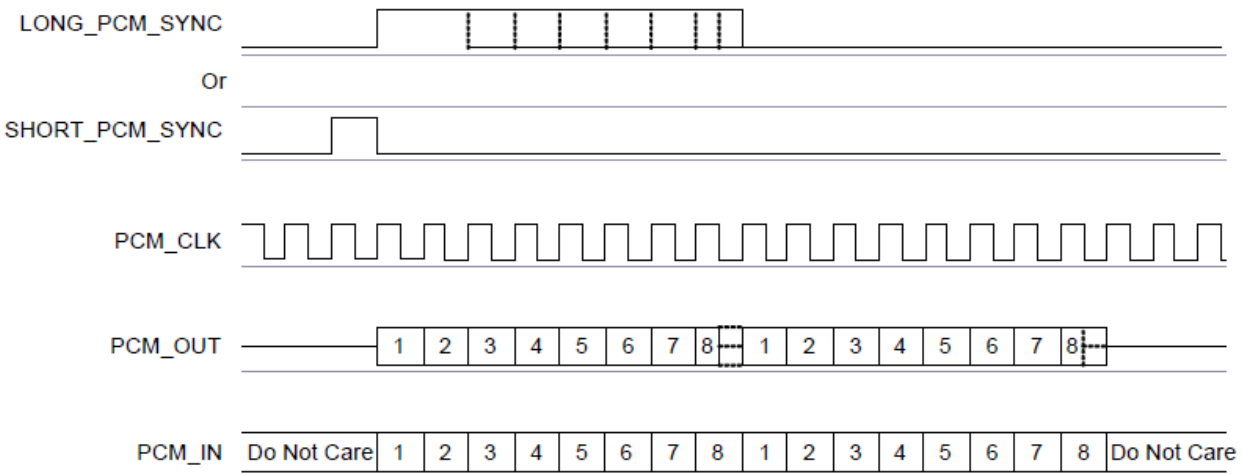 LONG_PCM_SYNC
Or
SHORT_PCM_SYNC
PCM_CLK
PCM_OUT 1 2 3 4 5 6 7 8 1 2 3 4 5 6 7 8
PCM_IN Do Not Care 1 2 3 4 5 6 7 8 1 2 3 4 5 6 7 8 Do Not Care